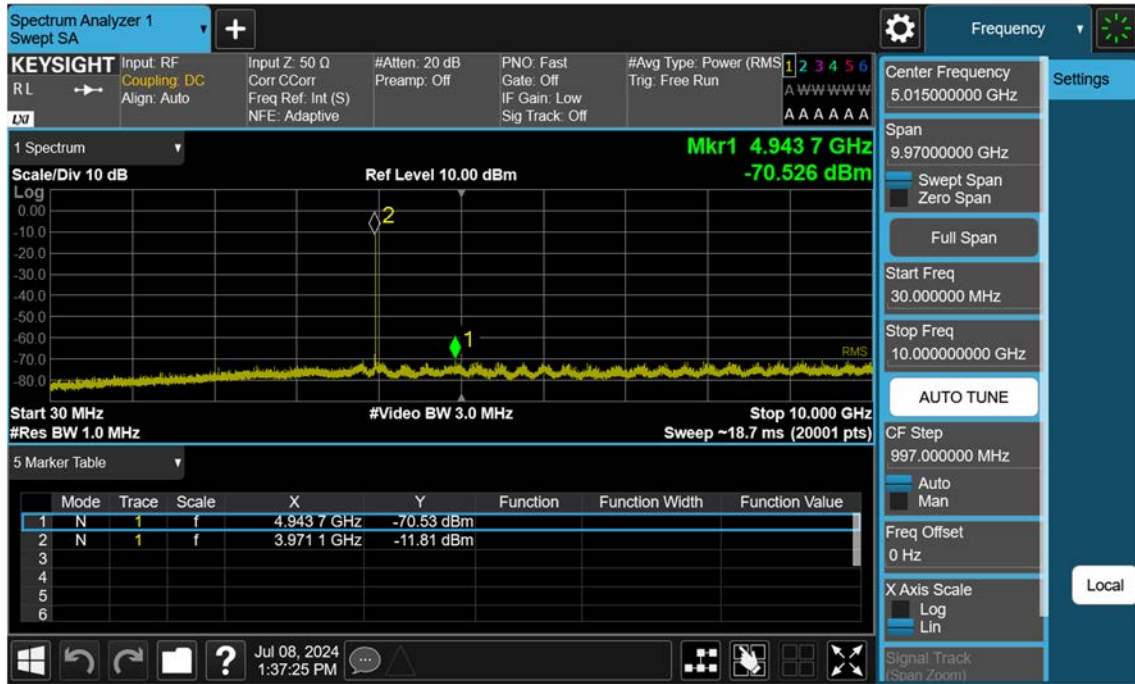 Spectrum Analyzer 1
Swept SA
+
Frequency
KEYSIGHT
RL
LXI
Input: RF
Coupling: DC
Align: Auto
Input Z: 50 Ω
Corr CCorr
Freq Ref: Int (S)
NFE: Adaptive
#Atten: 20 dB
Preamp: Off
PNO: Fast
Gate: Off
IF Gain: Low
Sig Track: Off
#Avg Type: Power (RMS
Trig: Free Run
1 2 3 4 5 6
A W W W W W
A A A A A A
1 Spectrum
Scale/Div 10 dB
Ref Level 10.00 dBm
Mkr1 4.943 7 GHz
-70.526 dBm
Log
0.00
-10.0
-20.0
-30.0
-40.0
-50.0
-60.0
-70.0
-80.0
2
1
RMS
Start 30 MHz
#Video BW 3.0 MHz
Stop 10.000 GHz
#Res BW 1.0 MHz
Sweep ~18.7 ms (20001 pts)
5 Marker Table
Mode Trace Scale X Y Function Function Width Function Value
1 N 1 f 4.943 7 GHz -70.53 dBm
2 N 1 f 3.971 1 GHz -11.81 dBm
3
4
5
6
?
Jul 08, 2024
1:37:25 PM
Center Frequency
5.015000000 GHz
Span
9.97000000 GHz
Swept Span
Zero Span
Full Span
Start Freq
30.000000 MHz
Stop Freq
10.000000000 GHz
AUTO TUNE
CF Step
997.000000 MHz
Auto
Man
Freq Offset
0 Hz
X Axis Scale
Log
Lin
Signal Track
(Span Zoom)
Settings
Local